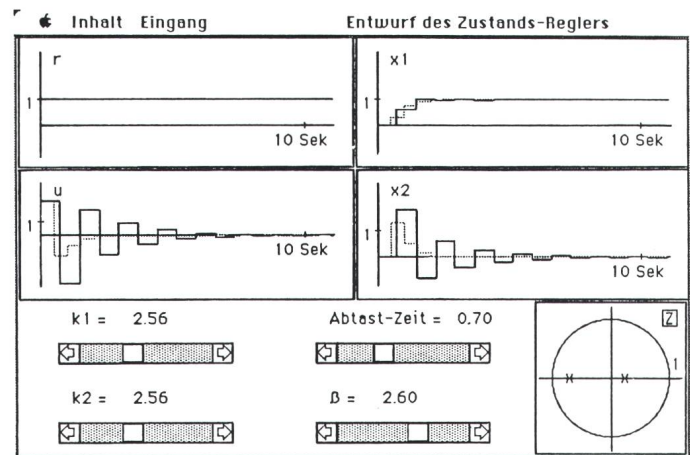 Inhalt Eingang Entwurf des Zustands-Reglers
r x1
1 1
10 Sek 10 Sek
u x2
1 1
10 Sek 10 Sek
k1 = 2.56 Abtast-Zeit = 0.70 Z
1
k2 = 2.56 β = 2.60